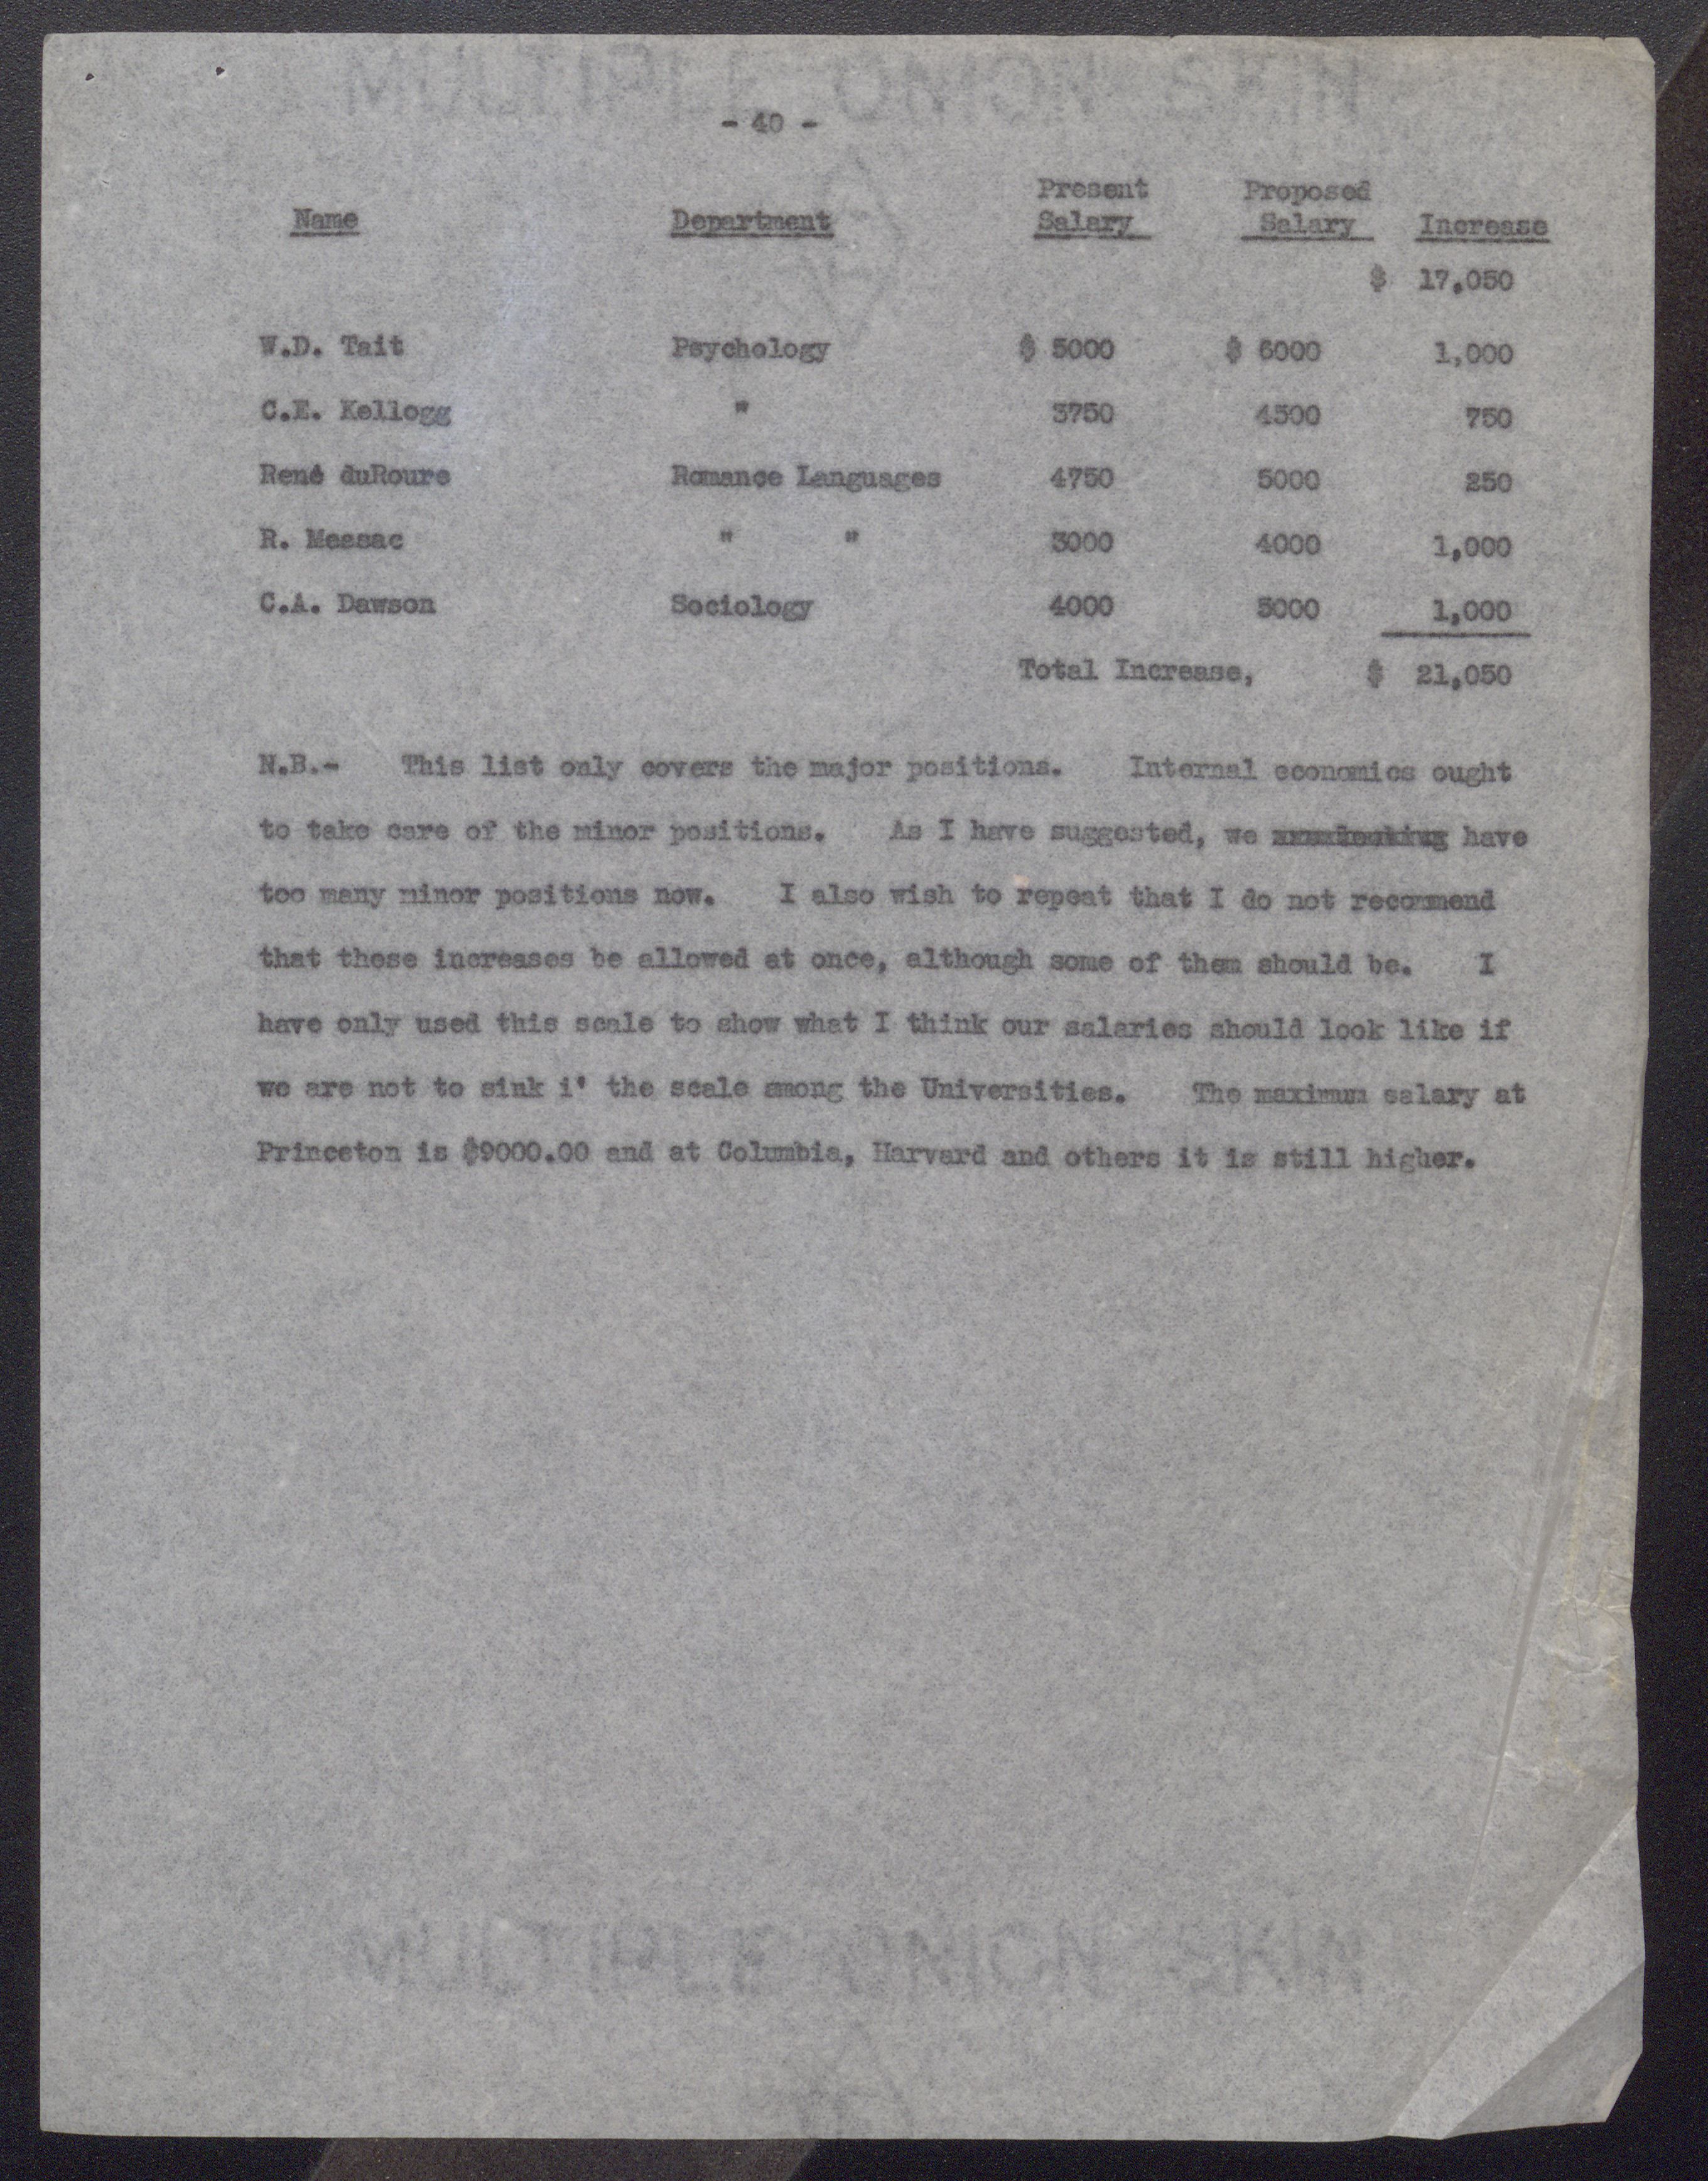 MULTIPLE ONION SKIN
- 40 -
Name Department Present Salary Proposed Salary Increase
$ 17,050
W.D. Tait Psychology $ 5000 $ 6000 1,000
C.E. Kellogg " 3750 4500 750
René duRoure Romance Languages 4750 5000 250
R. Messac " " 3000 4000 1,000
C.A. Dawson Sociology 4000 5000 1,000
Total Increase, $ 21,050
N.B.- This list only covers the major positions. Internal economics ought
to take care of the minor positions. As I have suggested, we have
too many minor positions now. I also wish to repeat that I do not recommend
that these increases be allowed at once, although some of them should be. I
have only used this scale to show what I think our salaries should look like if
we are not to sink i' the scale among the Universities. The maximum salary at
Princeton is $9000.00 and at Columbia, Harvard and others it is still higher.
MULTIPLE ONION SKIN